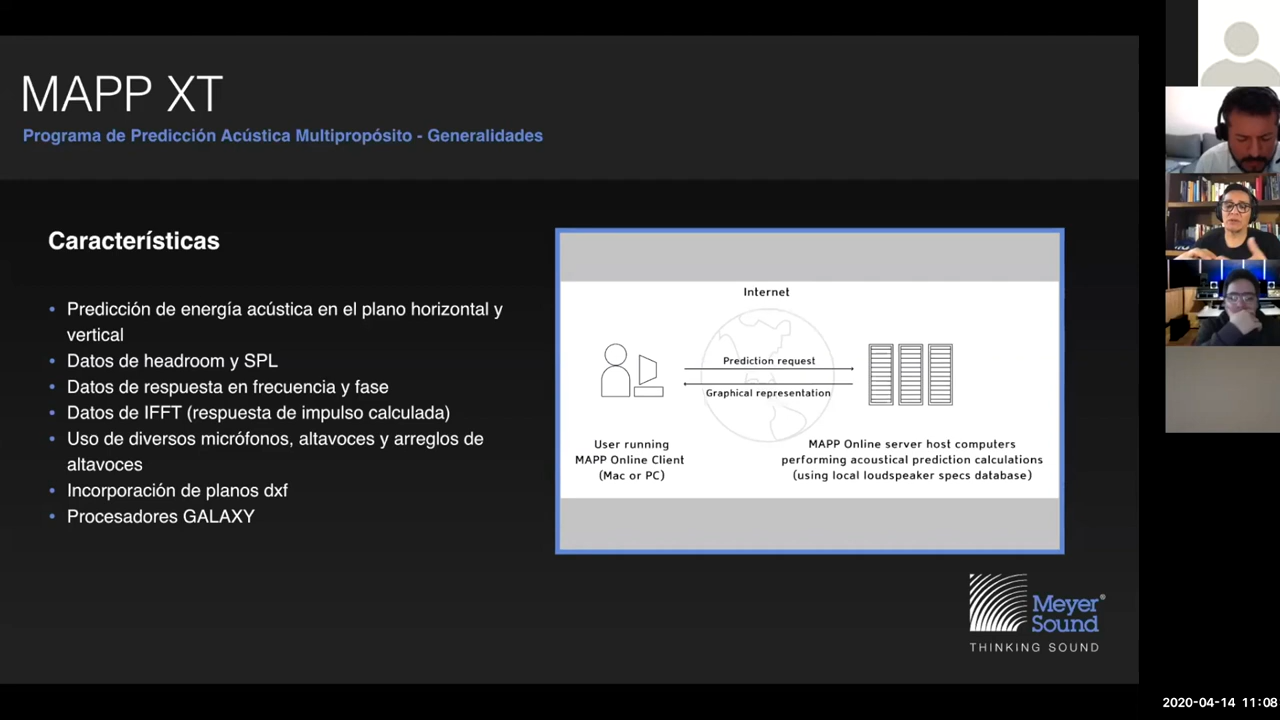 MAPP XT
Programa de Predicción Acústica Multipropósito - Generalidades
Características
• Predicción de energía acústica en el plano horizontal y
vertical
• Datos de headroom y SPL
• Datos de respuesta en frecuencia y fase
• Datos de IFFT (respuesta de impulso calculada)
• Uso de diversos micrófonos, altavoces y arreglos de
altavoces
• Incorporación de planos dxf
• Procesadores GALAXY
Internet
Prediction request
Graphical representation
User running
MAPP Online Client
(Mac or PC)
MAPP Online server host computers
performing acoustical prediction calculations
(using local loudspeaker specs database)
Meyer®
Sound
THINKING SOUND
2020-04-14 11:08